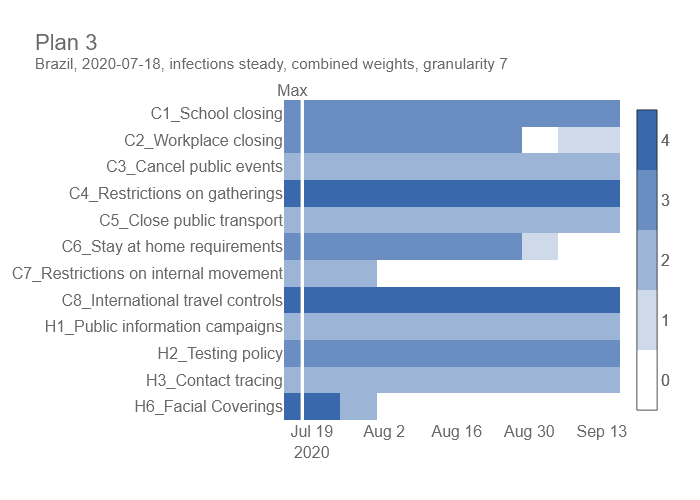 Plan 3
Brazil, 2020-07-18, infections steady, combined weights, granularity 7
Max
C1_School closing
C2_Workplace closing
C3_Cancel public events
C4_Restrictions on gatherings
C5_Close public transport
C6_Stay at home requirements
C7_Restrictions on internal movement
C8_International travel controls
H1_Public information campaigns
H2_Testing policy
H3_Contact tracing
H6_Facial Coverings
Jul 19 Aug 2 Aug 16 Aug 30 Sep 13
2020
4
3
2
1
0